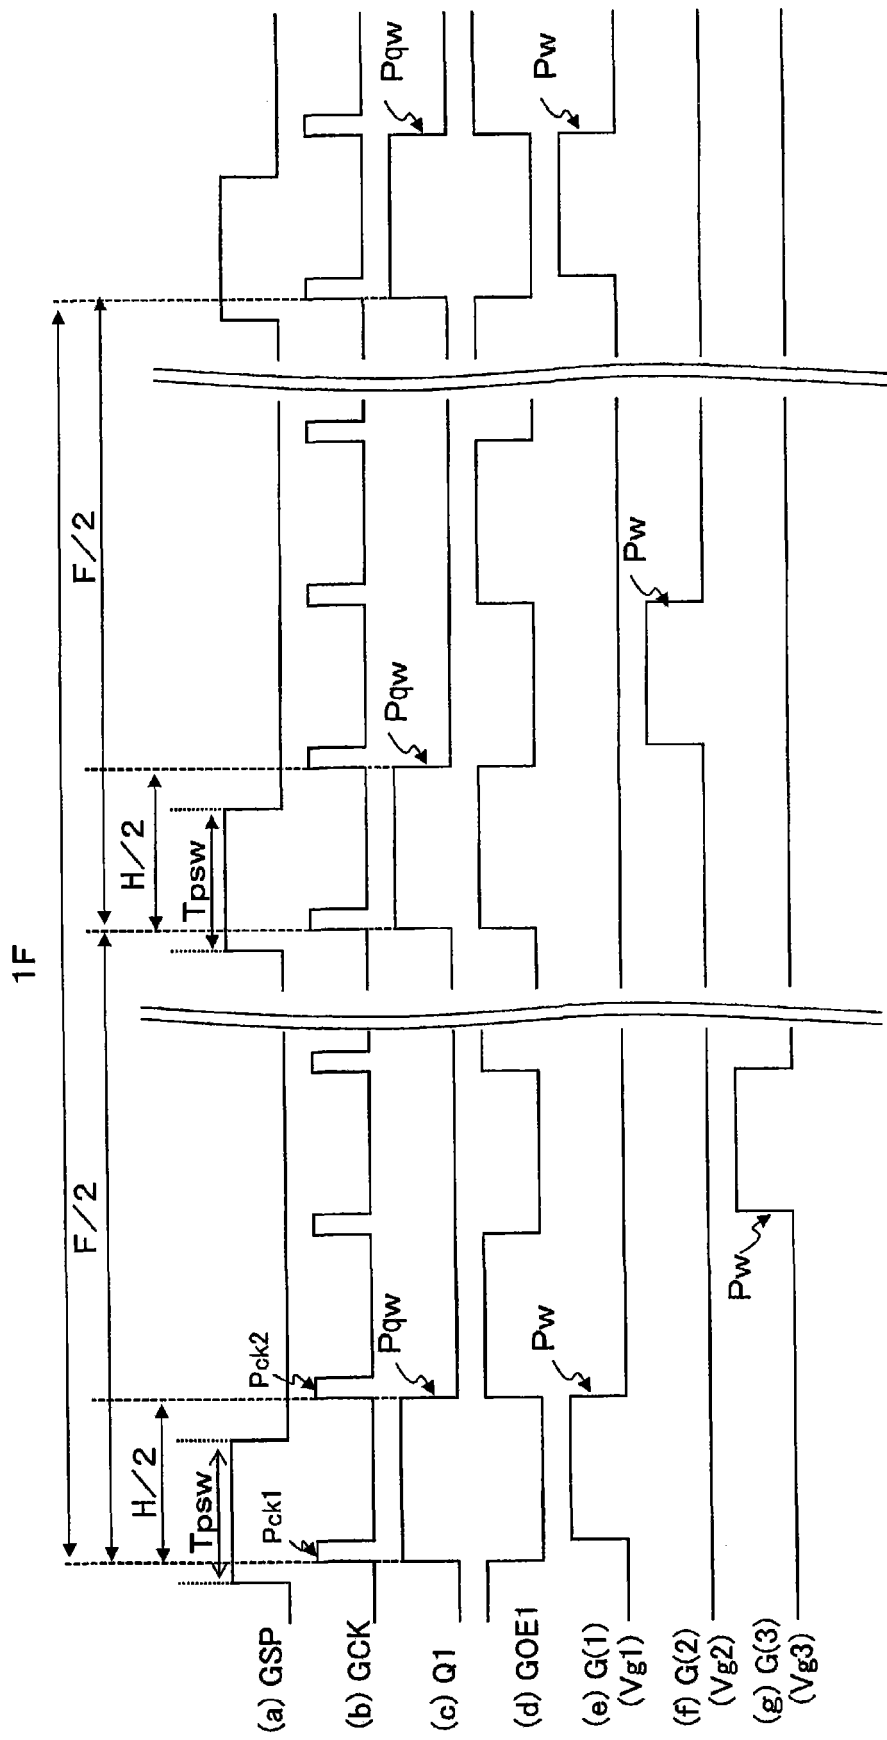 1F
F/2
F/2
H/2
H/2
Tpsw
Tpsw
(a) GSP
Pck1
Pck2
(b) GCK
Pqw
Pqw
Pqw
(c) Q1
(d) GOE1
Pw
Pw
(e) G(1)
(Vg1)
Pw
(f) G(2)
(Vg2)
Pw
(g) G(3)
(Vg3)